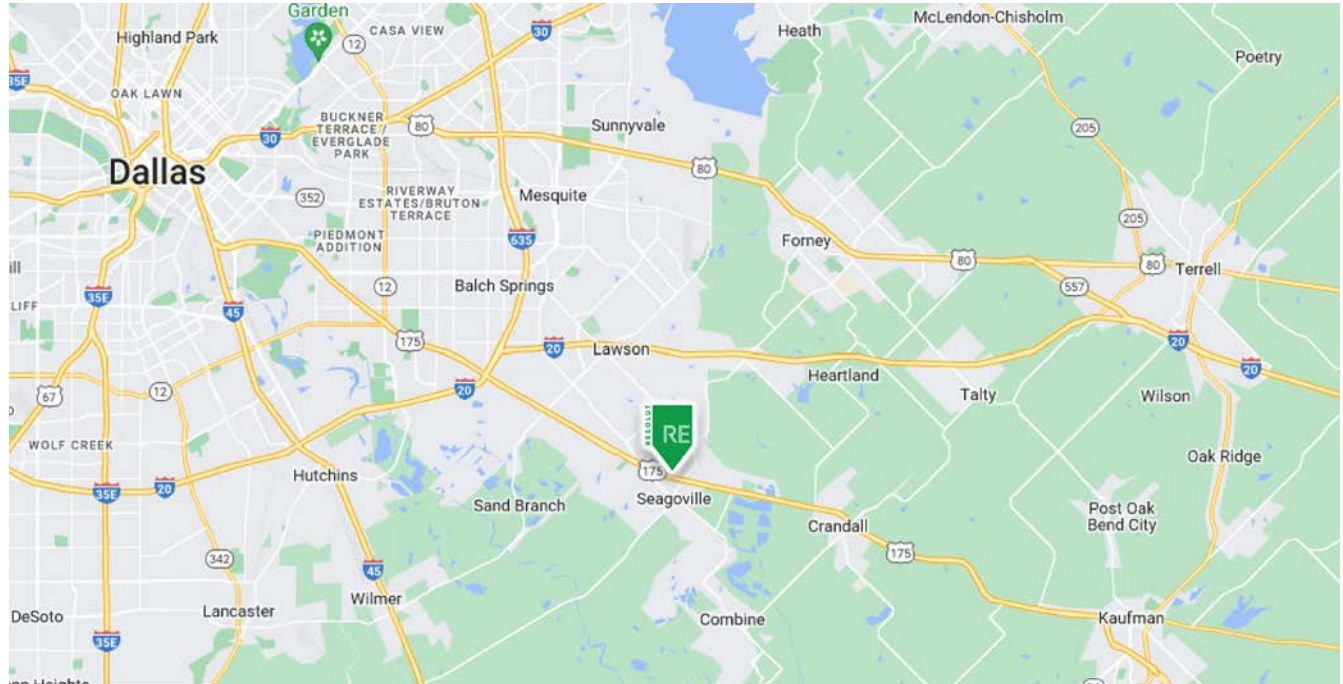 Garden
Highland Park
12
CASA VIEW
30
Heath
McLendon-Chisholm
Poetry
35E
OAK LAWN
BUCKNER
TERRACE /
EVERGLADE
PARK
30
80
Sunnyvale
205
Dallas
352
RIVERWAY
ESTATES/BRUTON
TERRACE
Mesquite
80
205
PIEDMONT
ADDITION
635
Forney
80
80
Terrell
ill
12
Balch Springs
557
LIFF
35E
45
175
20
Lawson
20
20
67
12
20
Heartland
Talty
Wilson
RESOLUT
RE
WOLF CREEK
Hutchins
175
Oak Ridge
35E
20
Sand Branch
Seagoville
Crandall
Post Oak
Bend City
342
175
45
Lancaster
Wilmer
DeSoto
Combine
Kaufman
35E